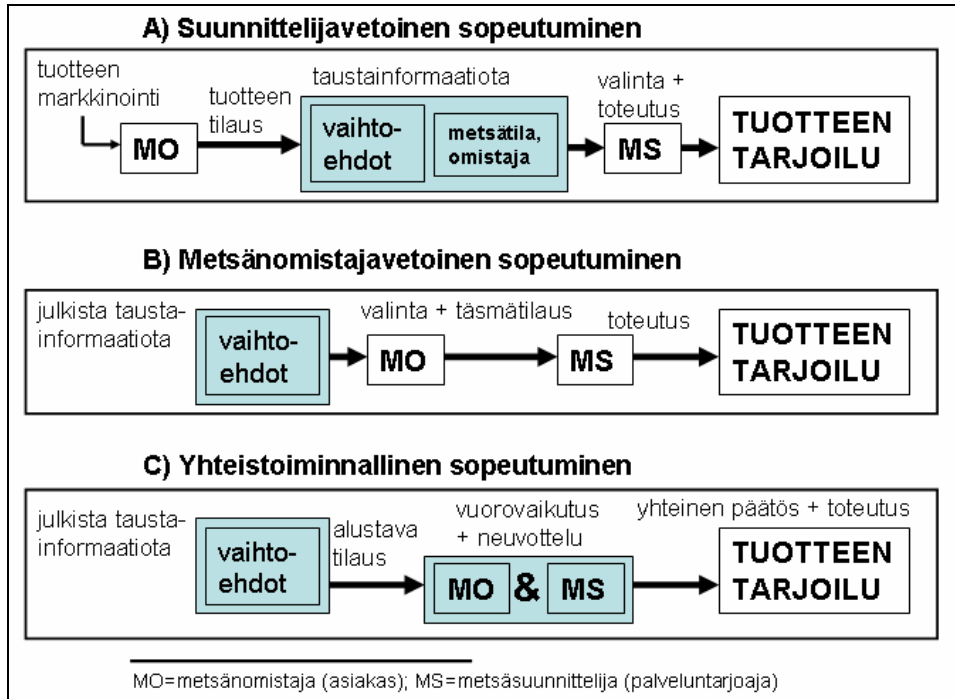 A) Suunnittelijavetoinen sopeutuminen
tuotteen
markkinointi
MO
tuotteen
tilaus
taustainformaatiota
vaihto-
ehdot
metsätila,
omistaja
valinta +
toteutus
MS
TUOTTEEN
TARJOILU
B) Metsänomistajavetoinen sopeutuminen
julkista tausta-
informaatiota
vaihto-
ehdot
valinta + täsmätilaus
MO
MS
toteutus
TUOTTEEN
TARJOILU
C) Yhteistoiminnallinen sopeutuminen
julkista tausta-
informaatiota
vaihto-
ehdot
alustava
tilaus
vuorovaikutus
+ neuvottelu
MO & MS
yhteinen päätös + toteutus
TUOTTEEN
TARJOILU
MO=metsänomistaja (asiakas); MS=metsäsuunnittelija (palveluntarjoaja)